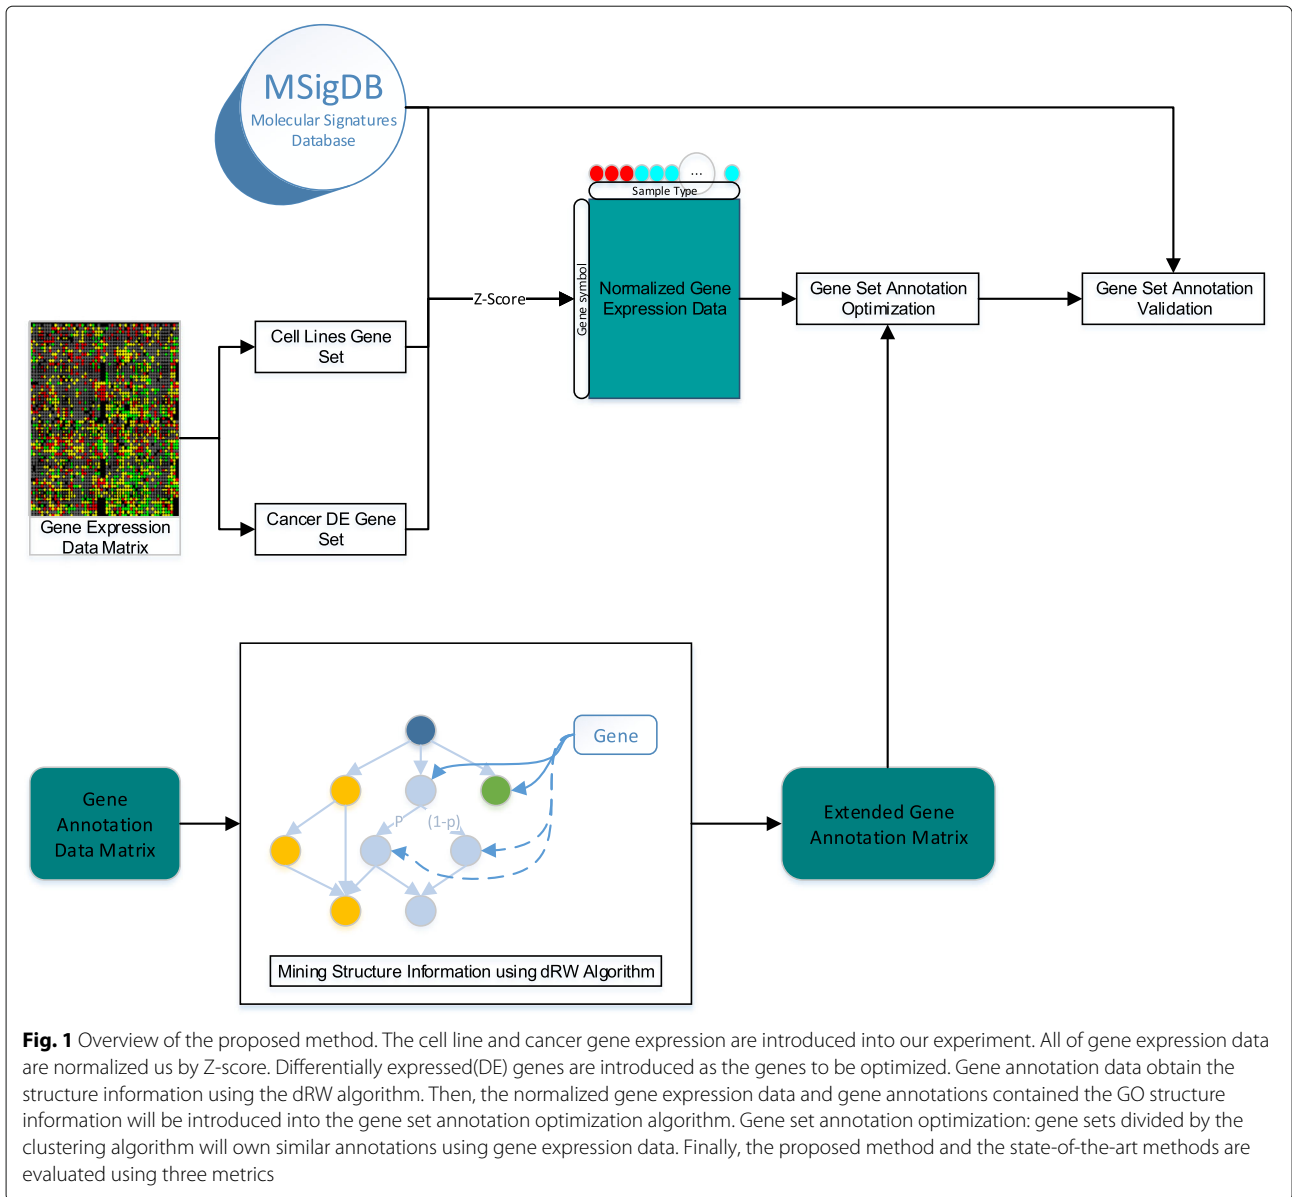 MSigDB
Molecular Signatures
Database
...
Sample Type
Gene symbol
Normalized Gene
Expression Data
Z-Score
Gene Set Annotation
Optimization
Gene Set Annotation
Validation
Cell Lines Gene
Set
Cancer DE Gene
Set
Gene Expression
Data Matrix
Gene
Annotation
Data Matrix
Gene
P
(1-p)
Mining Structure Information using dRW Algorithm
Extended Gene
Annotation Matrix
Fig. 1 Overview of the proposed method. The cell line and cancer gene expression are introduced into our experiment. All of gene expression data
are normalized us by Z-score. Differentially expressed(DE) genes are introduced as the genes to be optimized. Gene annotation data obtain the
structure information using the dRW algorithm. Then, the normalized gene expression data and gene annotations contained the GO structure
information will be introduced into the gene set annotation optimization algorithm. Gene set annotation optimization: gene sets divided by the
clustering algorithm will own similar annotations using gene expression data. Finally, the proposed method and the state-of-the-art methods are
evaluated using three metrics